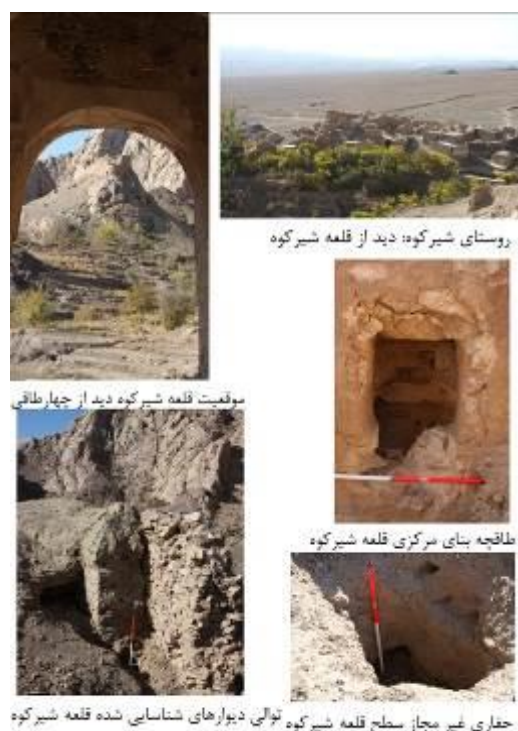 روستای شیرکوه: دید از قلعه شیرکوه
موقعیت قلعه شیرکوه دید از چهارطاقی
طاقچه بنای مرکزی قلعه شیرکوه
توالی دیوارهای شناسایی شده قلعه شیرکوه
حفاری غیر مجاز سطح قلعه شیرکوه